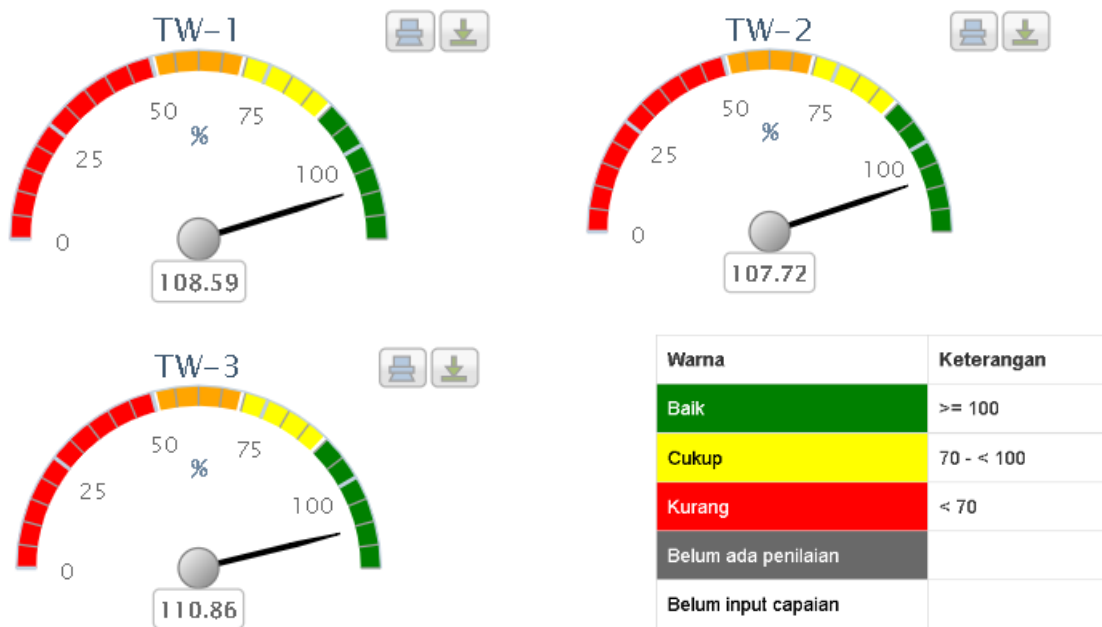 TW-1
50
75
%
25
100
0
108.59
TW-2
50
75
%
25
100
0
107.72
TW-3
50
75
%
25
100
0
110.86
Warna Keterangan
Baik >= 100
Cukup 70 - < 100
Kurang < 70
Belum ada penilaian
Belum input capaian